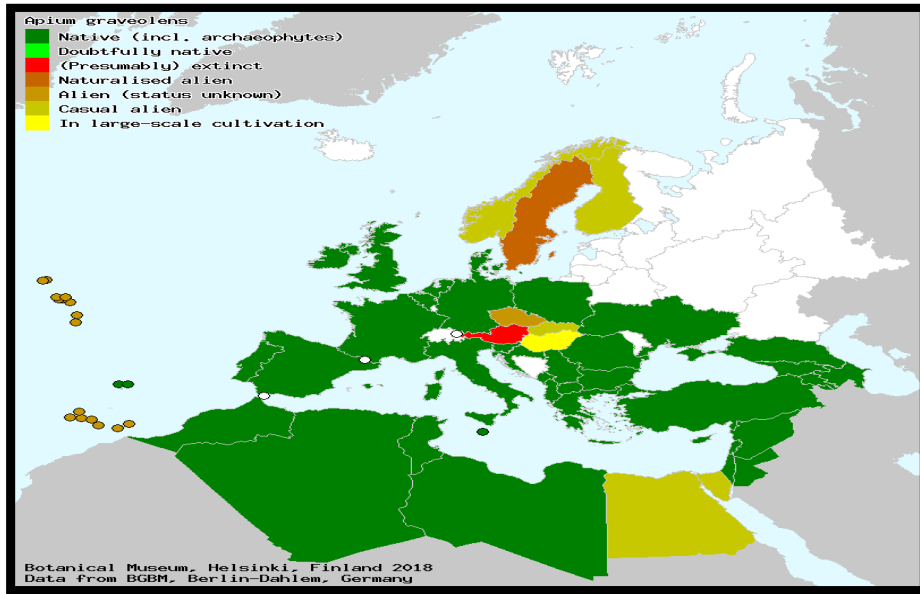 Apium graveolens
Native (incl. archaeophytes)
Doubtfully native
(Presumably) extinct
Naturalised alien
Alien (status unknown)
Casual alien
In large-scale cultivation
Botanical Museum, Helsinki, Finland 2018
Data from BGBM, Berlin-Dahlem, Germany